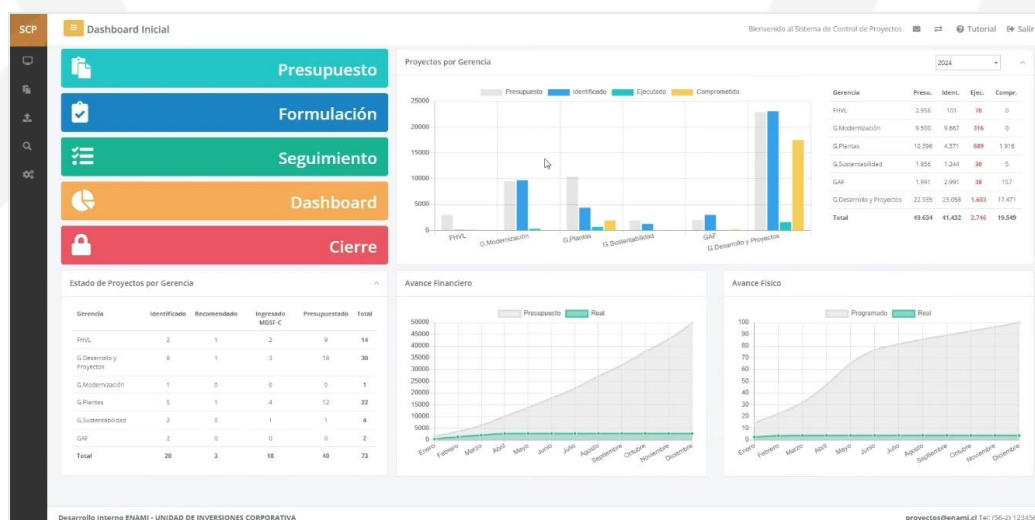 SCP
Dashboard Inicial
Bienvenido al Sistema de Control de Proyectos
Tutorial
Salir
Presupuesto
Formulación
Seguimiento
Dashboard
Cierre
Proyectos por Gerencia
2024
Presupuesto Identificado Ejecutado Comprometido
25000
20000
15000
10000
5000
0
FHVL G.Modernización G.Plantas G.Sustentabilidad GAF G.Desarrollo y Proyectos
Gerencia Presu. Ident. Ejec. Compr.
FHVL 2.956 101 70 0
G.Modernización 9.500 9.667 316 0
G.Plantas 10.396 4.371 689 1.916
G.Sustentabilidad 1.856 1.244 30 5
GAF 1.991 2.991 38 157
G.Desarrollo y Proyectos 22.935 23.058 1.603 17.471
Total 49.634 41.432 2.746 19.549
Estado de Proyectos por Gerencia
Gerencia Identificado Recomendado Ingresado MGSF-C Presupuestado Total
FHVL 2 1 2 9 14
G.Desarrollo y Proyectos 8 1 3 18 30
G.Modernización 1 0 0 0 1
G.Plantas 5 1 4 12 22
G.Sustentabilidad 2 0 1 1 4
GAF 2 0 0 0 2
Total 20 3 10 40 73
Avance Financiero
Presupuesto Real
50000
45000
40000
35000
30000
25000
20000
15000
10000
5000
0
Enero Febrero Marzo Abril Mayo Junio Julio Agosto Septiembre Octubre Noviembre Diciembre
Avance Fisico
Programado Real
100
90
80
70
60
50
40
30
20
10
0
Enero Febrero Marzo Abril Mayo Junio Julio Agosto Septiembre Octubre Noviembre Diciembre
Desarrollo Interno ENAMI - UNIDAD DE INVERSIONES CORPORATIVA
proyectos@enami.cl Tel: (56-2) 123456